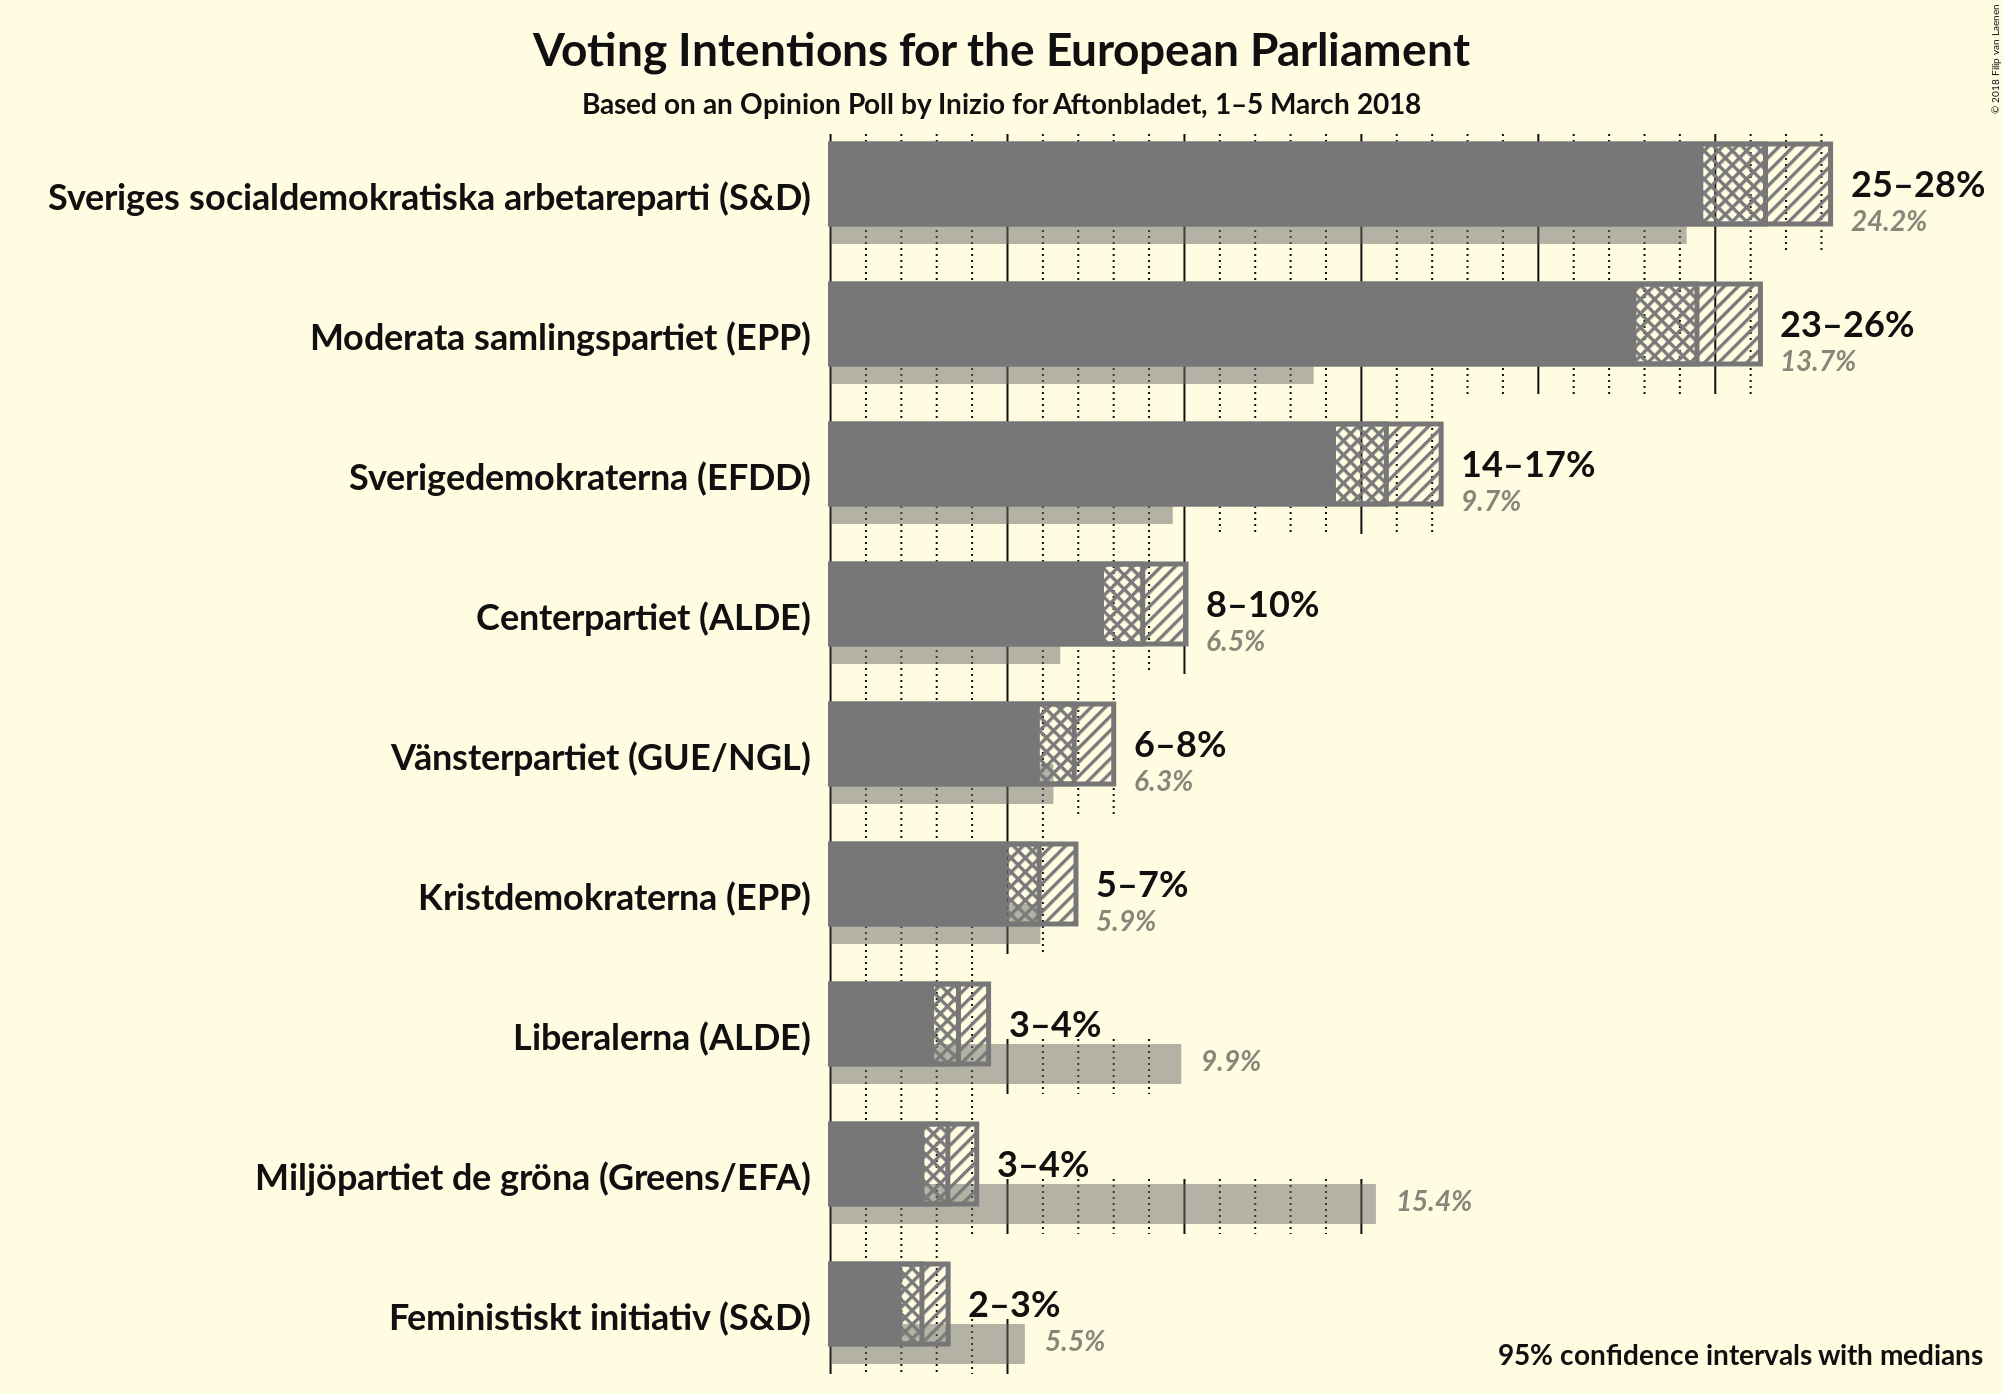 Voting Intentions for the European Parliament
Based on an Opinion Poll by Inizio for Aftonbladet, 1–5 March 2018
© 2018 Filip van Laenen
Sveriges socialdemokratiska arbetareparti (S&D)
25–28%
24.2%
Moderata samlingspartiet (EPP)
23–26%
13.7%
Sverigedemokraterna (EFDD)
14–17%
9.7%
Centerpartiet (ALDE)
8–10%
6.5%
Vänsterpartiet (GUE/NGL)
6–8%
6.3%
Kristdemokraterna (EPP)
5–7%
5.9%
Liberalerna (ALDE)
3–4%
9.9%
Miljöpartiet de gröna (Greens/EFA)
3–4%
15.4%
Feministiskt initiativ (S&D)
2–3%
5.5%
95% confidence intervals with medians